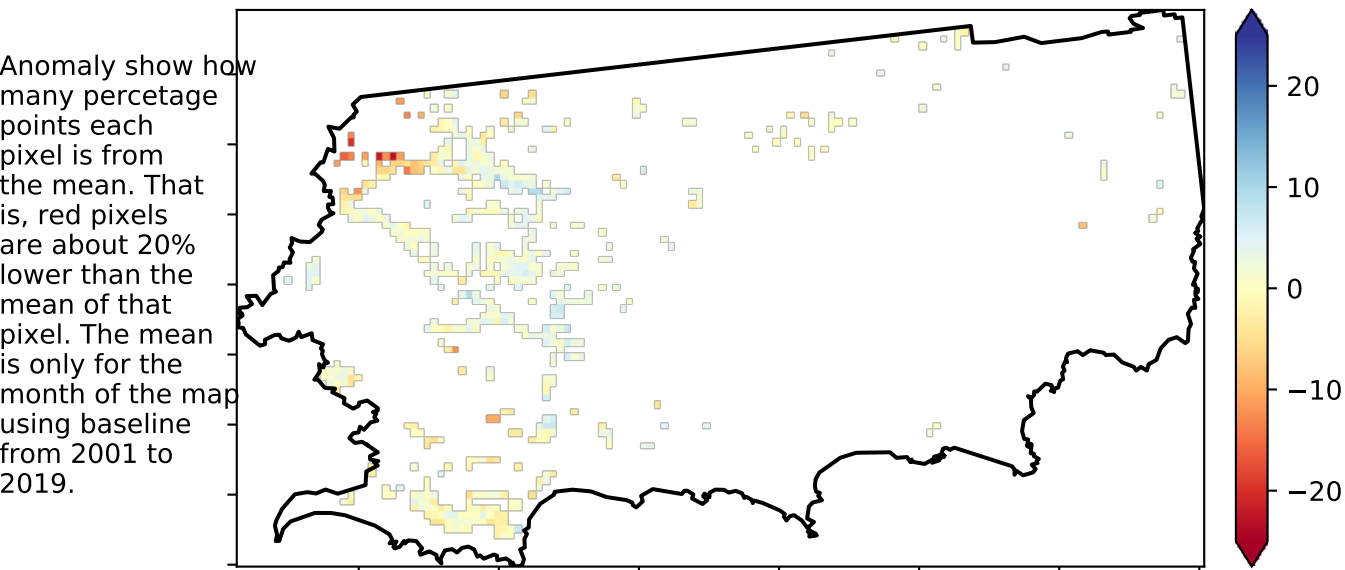 Anomaly show how
many percetage
points each
pixel is from
the mean. That
is, red pixels
are about 20%
lower than the
mean of that
pixel. The mean
is only for the
month of the map
using baseline
from 2001 to
2019.
20
10
0
−10
−20